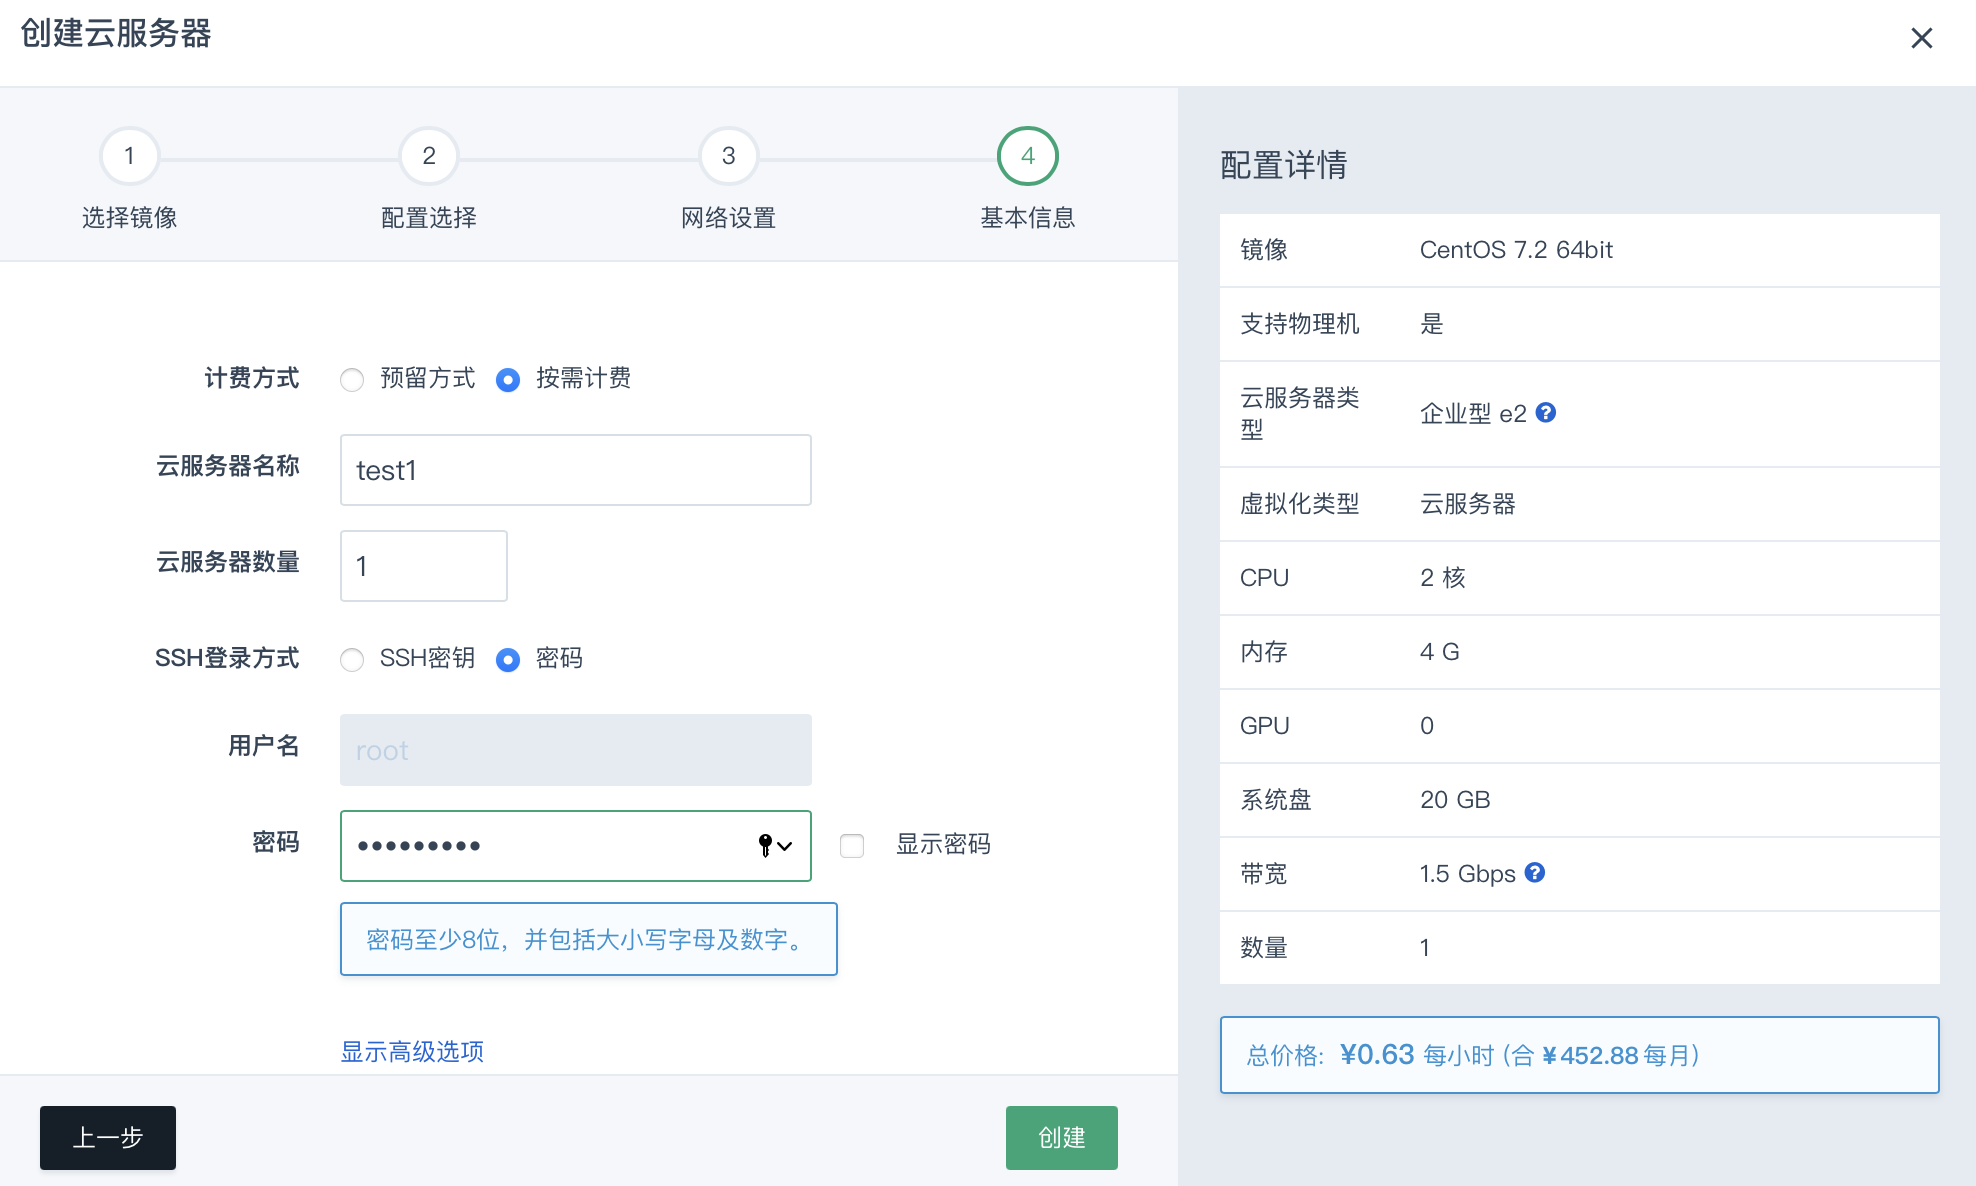 创建云服务器
1
2
3
4
选择镜像
配置选择
网络设置
基本信息
计费方式
预留方式
按需计费
云服务器名称
test1
云服务器数量
1
SSH登录方式
SSH密钥
密码
用户名
root
密码
•••••••••
显示密码
密码至少8位，并包括大小写字母及数字。
显示高级选项
上一步
创建
配置详情
镜像 CentOS 7.2 64bit
支持物理机 是
云服务器类
型
企业型 e2
虚拟化类型 云服务器
CPU 2 核
内存 4 G
GPU 0
系统盘 20 GB
带宽 1.5 Gbps
数量 1
总价格: ¥0.63 每小时 (合 ¥452.88 每月)